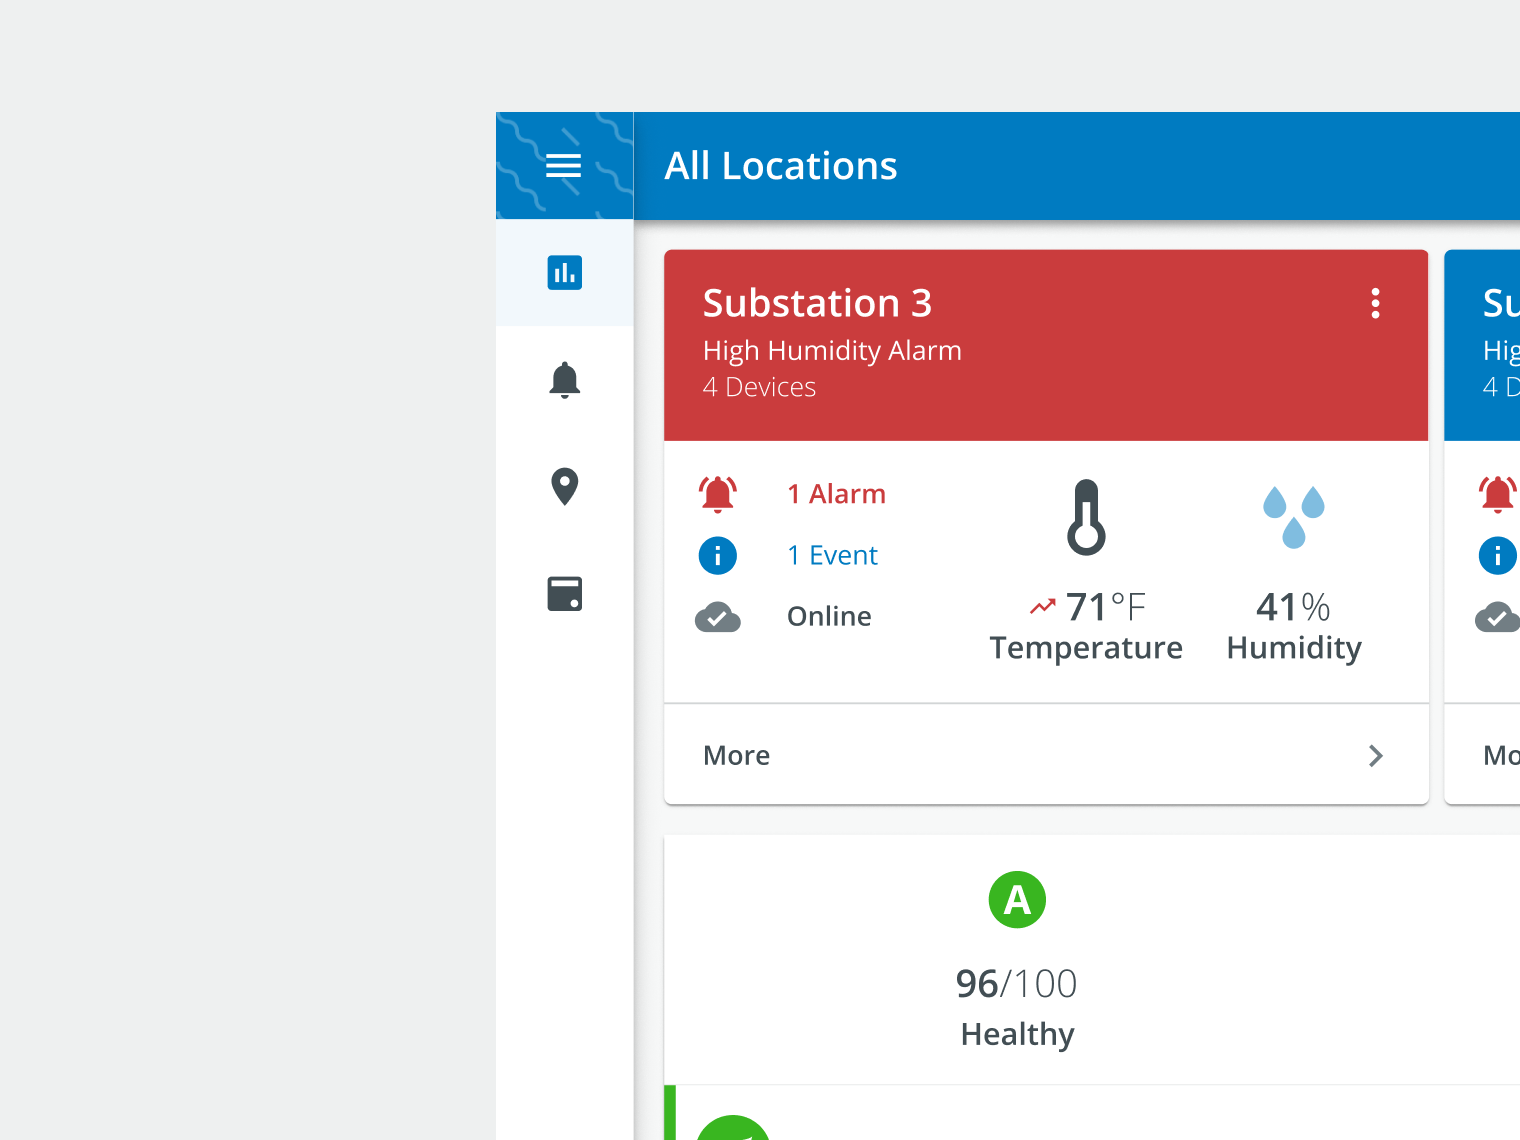 All Locations
Substation 3
High Humidity Alarm
4 Devices
1 Alarm
1 Event
Online
71°F
Temperature
41%
Humidity
More
Su
Hig
4 D
Mo
A
96/100
Healthy